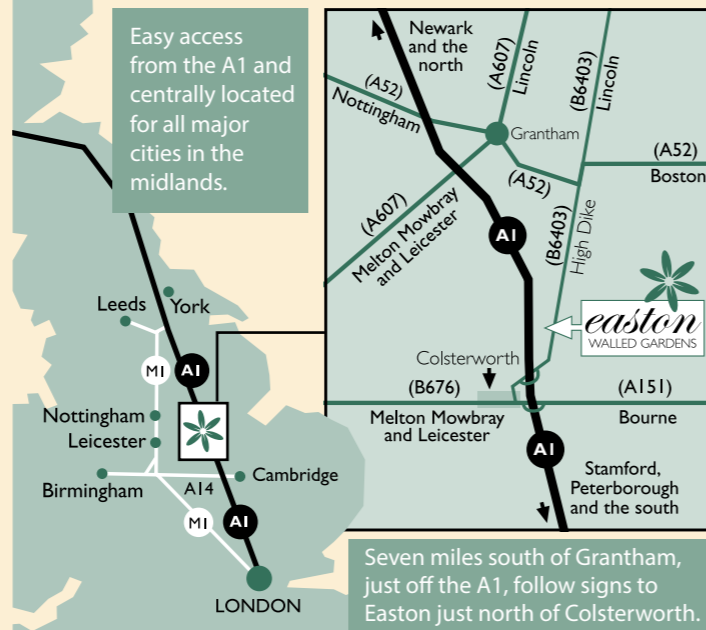 Easy access
from the A1 and
centrally located
for all major
cities in the
midlands.
Leeds
York
M1
A1
Nottingham
Leicester
Birmingham
A14
Cambridge
M1
A1
LONDON
Newark
and the
north
(A607)
Lincoln
(B6403)
Lincoln
(A52)
Nottingham
Grantham
(A52)
(A52)
Boston
(A607)
Melton Mowbray
and Leicester
A1
(B6403)
High Dike
easton
WALLED GARDENS
Colsterworth
(B676)
(A151)
Melton Mowbray
and Leicester
Bourne
A1
Stamford,
Peterborough
and the south
Seven miles south of Grantham,
just off the A1, follow signs to
Easton just north of Colsterworth.